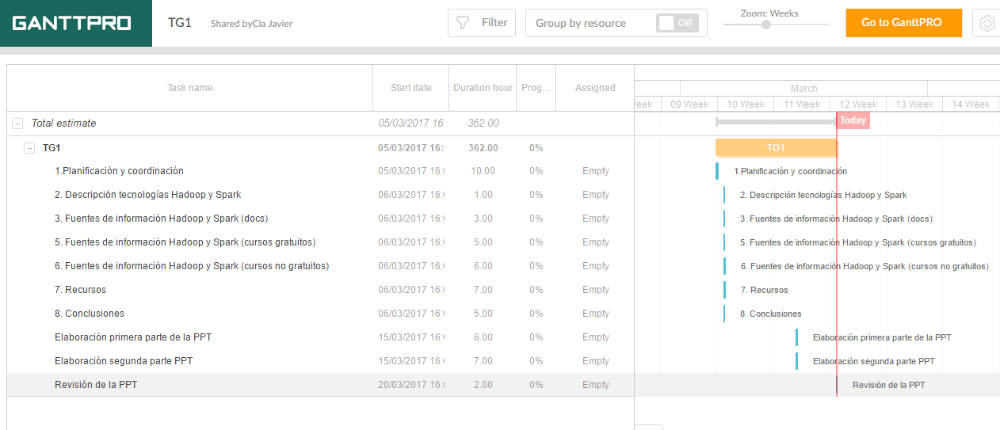 GANTTPRO TG1 Shared byCia Javier Filter Group by resource Off Zoom: Weeks Go to GanttPRO
Task name Start date Duration hour Prog... Assigned
March
Week 09 Week 10 Week 11 Week 12 Week 13 Week 14 Week
Total estimate 05/03/2017 16: 362.00 Today
TG1 05/03/2017 16:0 362.00 0% TG1
1.Planificación y coordinación 05/03/2017 16:0 10.00 0% Empty 1.Planificación y coordinación
2. Descripción tecnologías Hadoop y Spark 06/03/2017 16:0 1.00 0% Empty 2. Descripción tecnologías Hadoop y Spark
3. Fuentes de información Hadoop y Spark (docs) 06/03/2017 16:0 3.00 0% Empty 3. Fuentes de información Hadoop y Spark (docs)
5. Fuentes de información Hadoop y Spark (cursos gratuitos) 06/03/2017 16:0 5.00 0% Empty 5. Fuentes de información Hadoop y Spark (cursos gratuitos)
6. Fuentes de información Hadoop y Spark (cursos no gratuitos) 06/03/2017 16:0 6.00 0% Empty 6. Fuentes de información Hadoop y Spark (cursos no gratuitos)
7. Recursos 06/03/2017 16:0 7.00 0% Empty 7. Recursos
8. Conclusiones 06/03/2017 16:0 5.00 0% Empty 8. Conclusiones
Elaboración primera parte de la PPT 15/03/2017 16:0 6.00 0% Empty Elaboración primera parte de la PPT
Elaboración segunda parte PPT 15/03/2017 16:0 7.00 0% Empty Elaboración segunda parte PPT
Revisión de la PPT 20/03/2017 16:0 2.00 0% Empty Revisión de la PPT